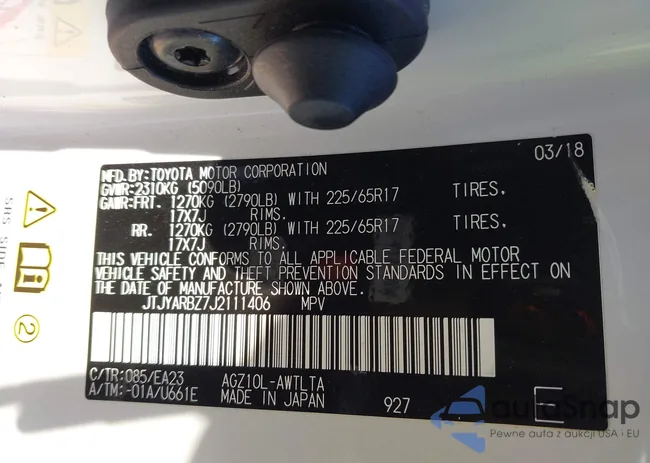 03/18
MFD.BY:TOYOTA MOTOR CORPORATION
GVWR:2310KG (5090LB)
GAWR:FRT. 1270KG (2790LB) WITH 225/65R17 TIRES,
17X7J RIMS.
RR. 1270KG (2790LB) WITH 225/65R17 TIRES,
17X7J RIMS.
THIS VEHICLE CONFORMS TO ALL APPLICABLE FEDERAL MOTOR
VEHICLE SAFETY AND THEFT PREVENTION STANDARDS IN EFFECT ON
THE DATE OF MANUFACTURE SHOWN ABOVE.
JTJYARBZ7J2111406 MPV
C/TR:085/EA23 AGZ10L-AWTLTA
A/TM:-01A/U661E MADE IN JAPAN 927 E
SRS SIDE
2
autoSnap
Pewne auta z aukcji USA i EU